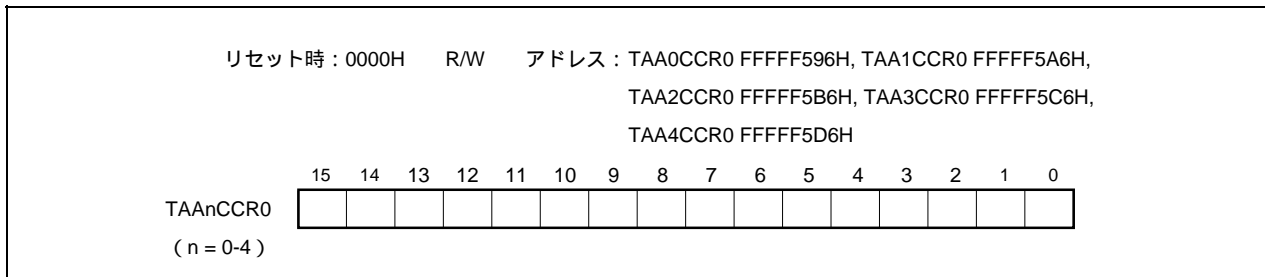 リセット時：0000H R/W アドレス：TAA0CCR0 FFFFF596H, TAA1CCR0 FFFFF5A6H,
TAA2CCR0 FFFFF5B6H, TAA3CCR0 FFFFF5C6H,
TAA4CCR0 FFFFF5D6H
15 14 13 12 11 10 9 8 7 6 5 4 3 2 1 0
TAAnCCR0
（n = 0-4）